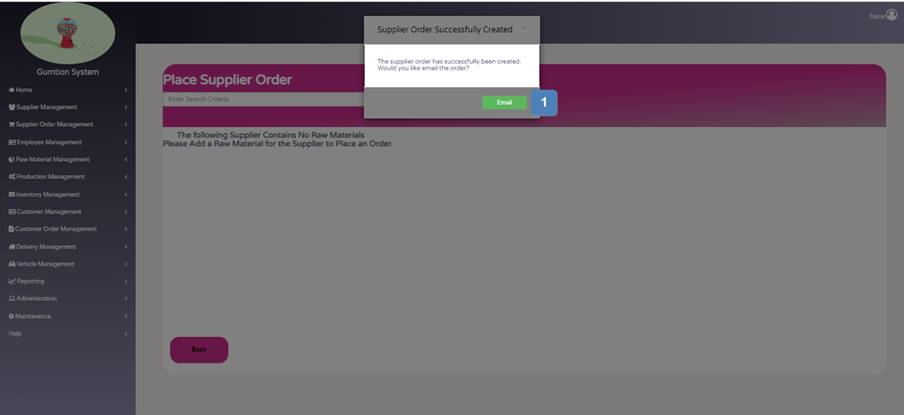 Tester
Supplier Order Successfully Created ×
The supplier order has successfully been created.
Would you like email the order?
Email
1
Gumtion System
Home
Supplier Management
Supplier Order Management
Employee Management
Raw Material Management
Production Management
Inventory Management
Customer Management
Customer Order Management
Delivery Management
Vehicle Management
Reporting
Administration
Maintanence
Help
Place Supplier Order
Enter Search Criteria
The following Supplier Contains No Raw Materials
Please Add a Raw Material for the Supplier to Place an Order.
Back